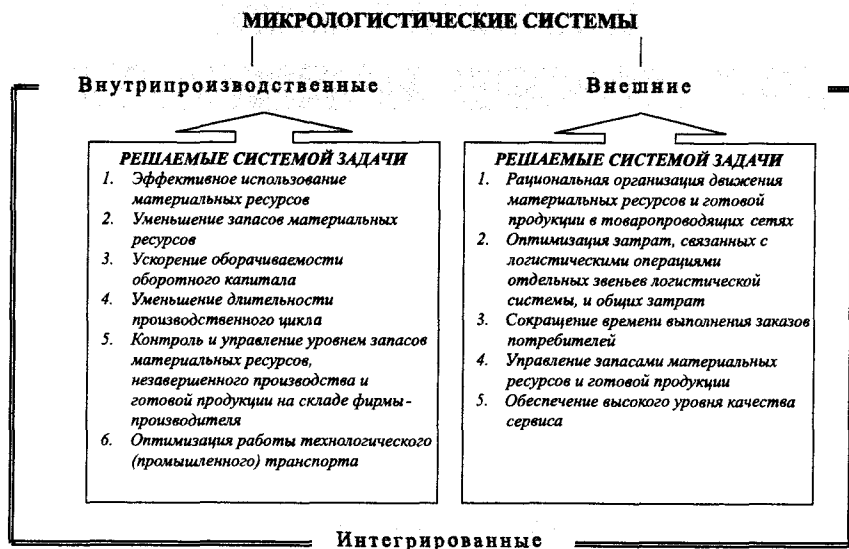 МИКРОЛОГИСТИЧЕСКИЕ СИСТЕМЫ
Внутрипроизводственные
Внешние
РЕШАЕМЫЕ СИСТЕМОЙ ЗАДАЧИ
1. Эффективное использование
материальных ресурсов
2. Уменьшение запасов материальных
ресурсов
3. Ускорение оборачиваемости
оборотного капитала
4. Уменьшение длительности
производственного цикла
5. Контроль и управление уровнем запасов
материальных ресурсов,
незавершенного производства и
готовой продукции на складе фирмы-
производителя
6. Оптимизация работы технологического
(промышленного) транспорта
РЕШАЕМЫЕ СИСТЕМОЙ ЗАДАЧИ
1. Рациональная организация движения
материальных ресурсов и готовой
продукции в товаропроводящих сетях
2. Оптимизация затрат, связанных с
логистическими операциями
отдельных звеньев логистической
системы, и общих затрат
3. Сокращение времени выполнения заказов
потребителей
4. Управление запасами материальных
ресурсов и готовой продукции
5. Обеспечение высокого уровня качества
сервиса
Интегрированные